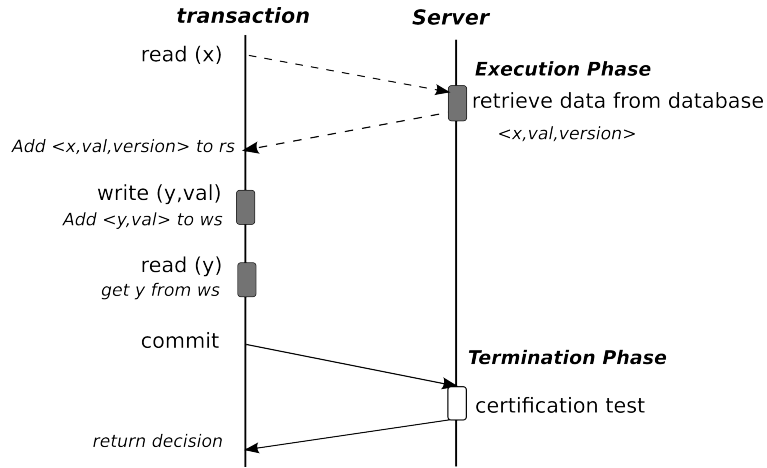 transaction
Server
read (x)
Execution Phase
retrieve data from database
<x,val,version>
Add <x,val,version> to rs
write (y,val)
Add <y,val> to ws
read (y)
get y from ws
commit
Termination Phase
certification test
return decision